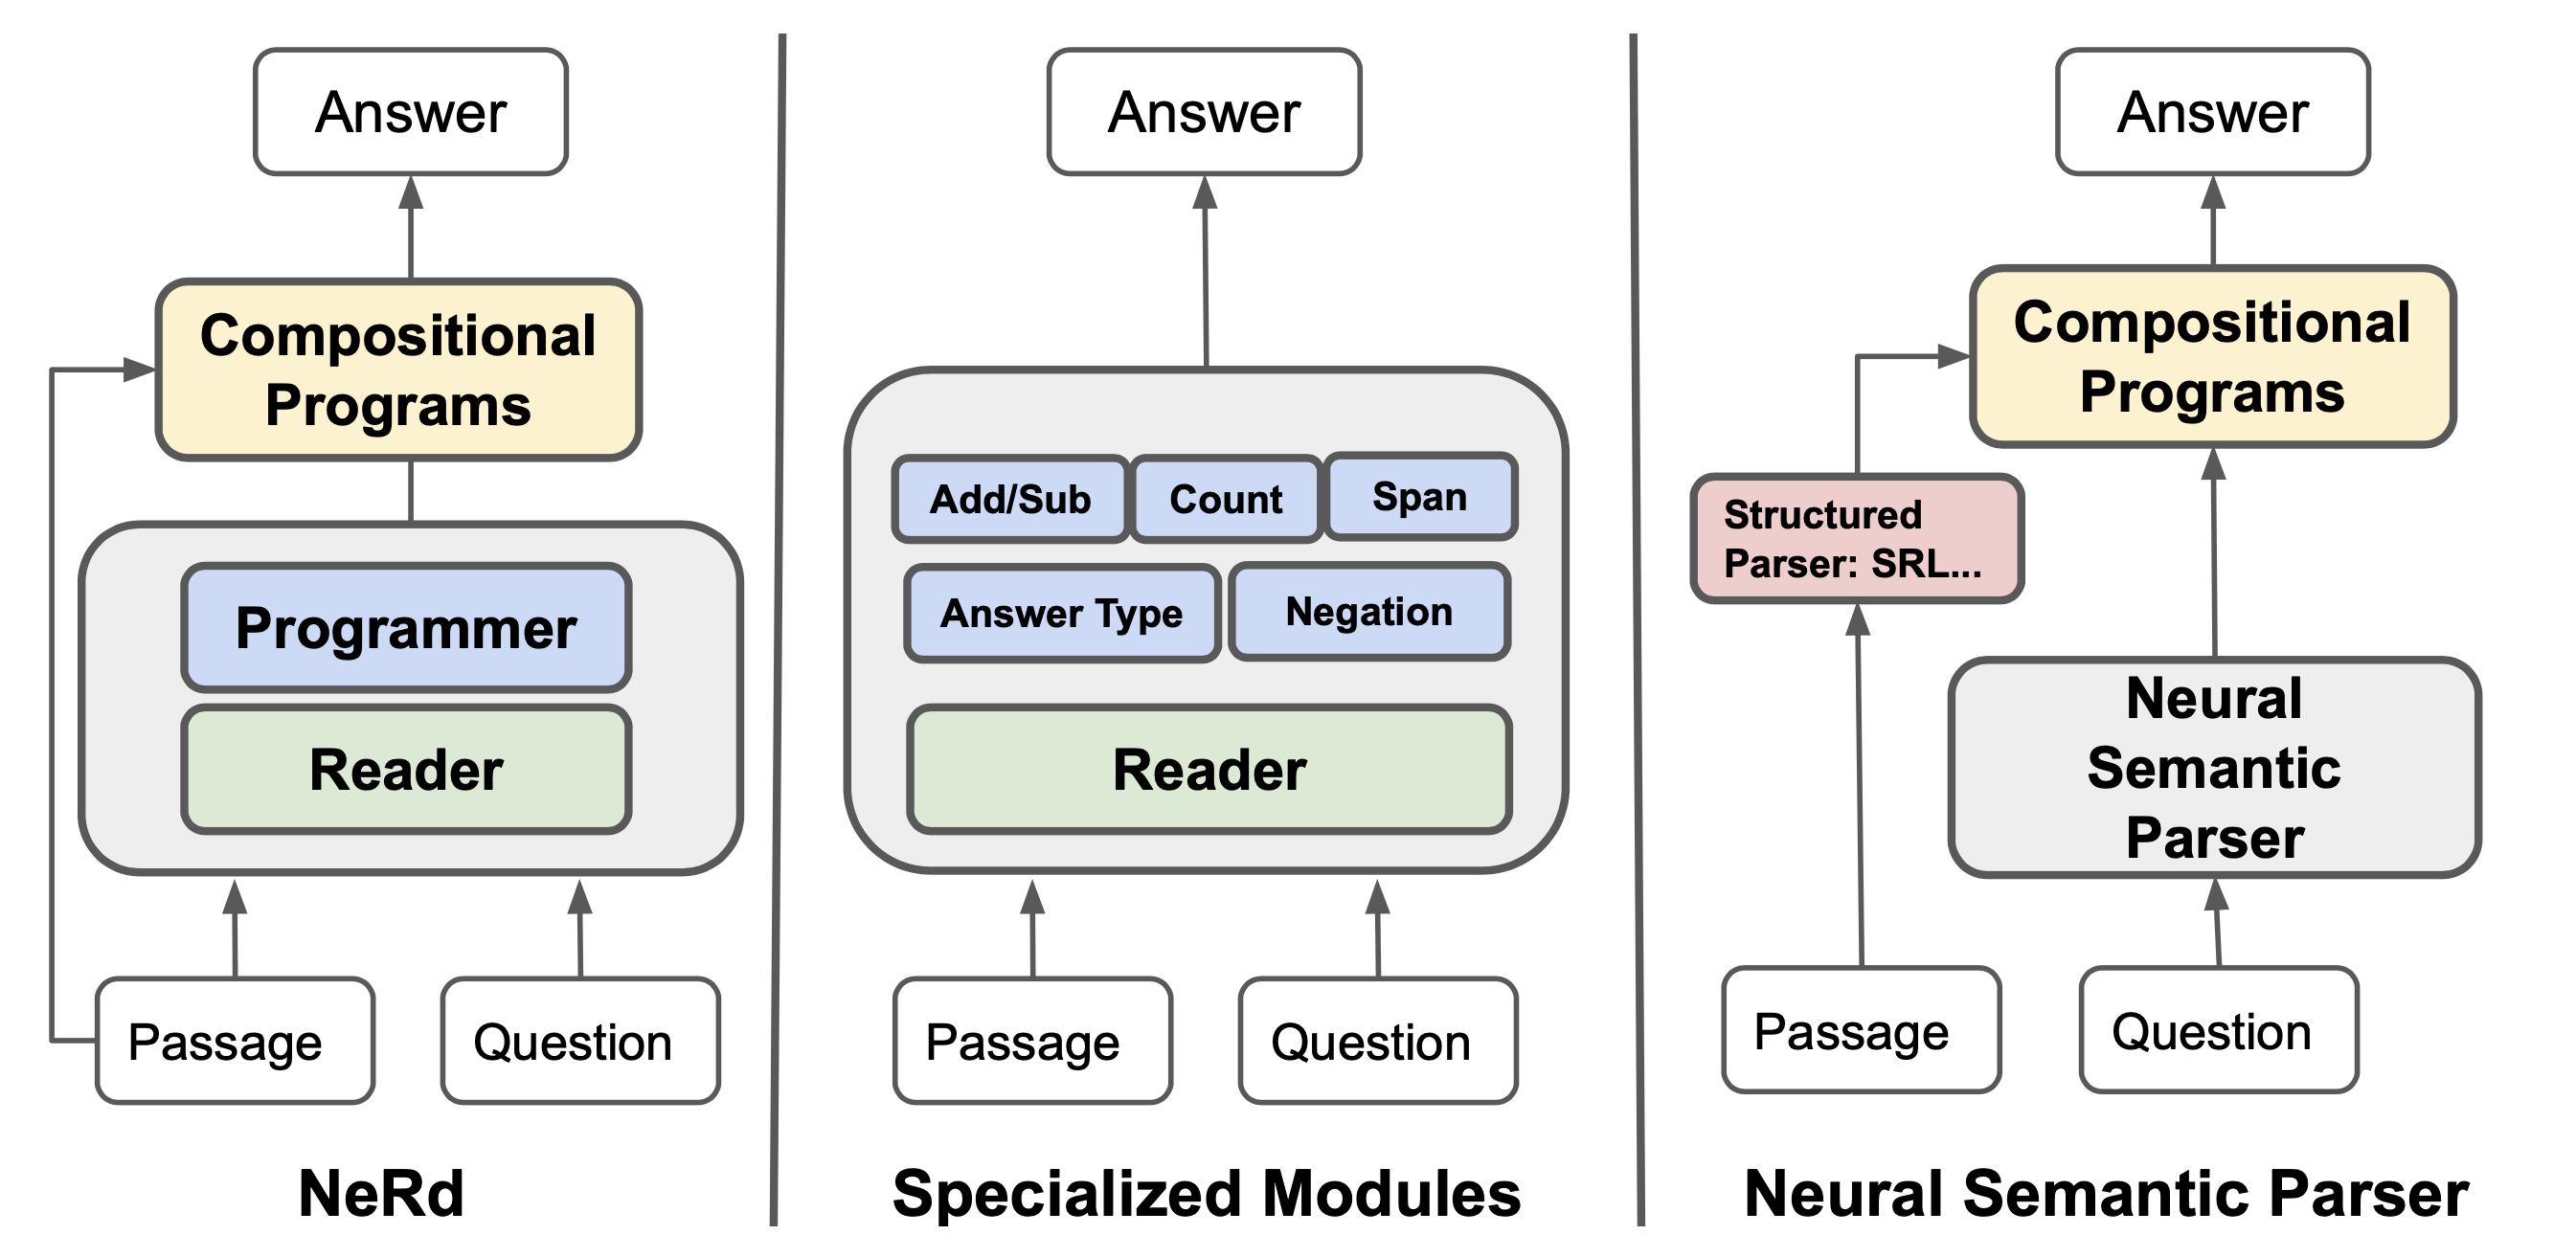 Answer
Compositional
Programs
Programmer
Reader
Passage
Question
NeRd
Answer
Add/Sub
Count
Span
Answer Type
Negation
Reader
Passage
Question
Specialized Modules
Answer
Compositional
Programs
Structured
Parser: SRL...
Neural
Semantic
Parser
Passage
Question
Neural Semantic Parser